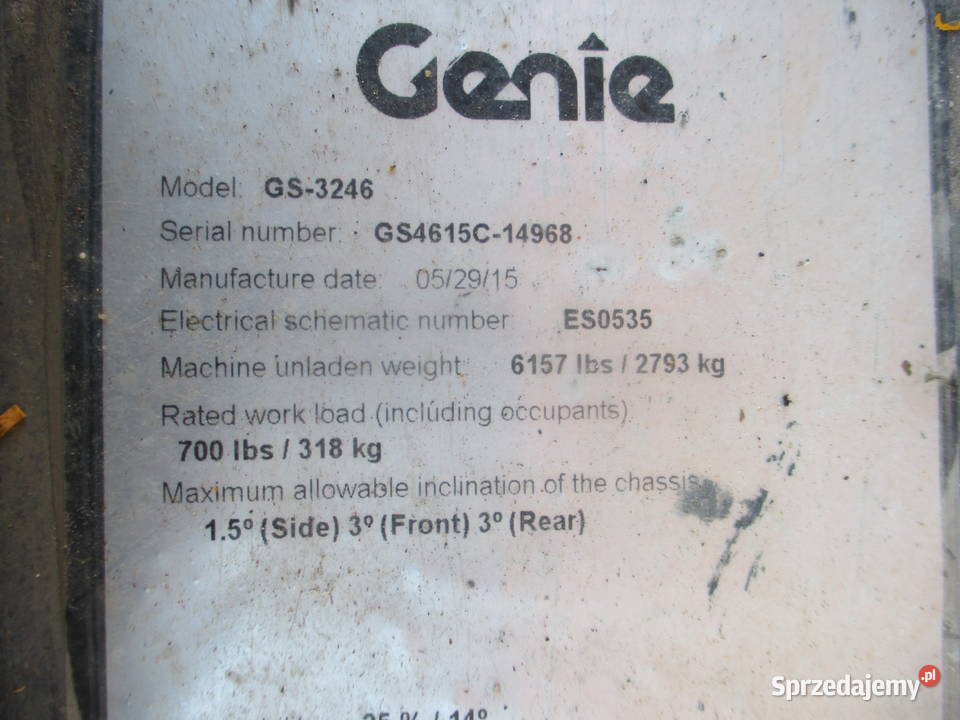 Genie
Model: GS-3246
Serial number: GS4615C-14968
Manufacture date: 05/29/15
Electrical schematic number ES0535
Machine unladen weight 6157 lbs / 2793 kg
Rated work load (including occupants)
700 lbs / 318 kg
Maximum allowable inclination of the chassis
1.5º (Side) 3º (Front) 3º (Rear)
25 % / 14º
Sprzedajemy.pl